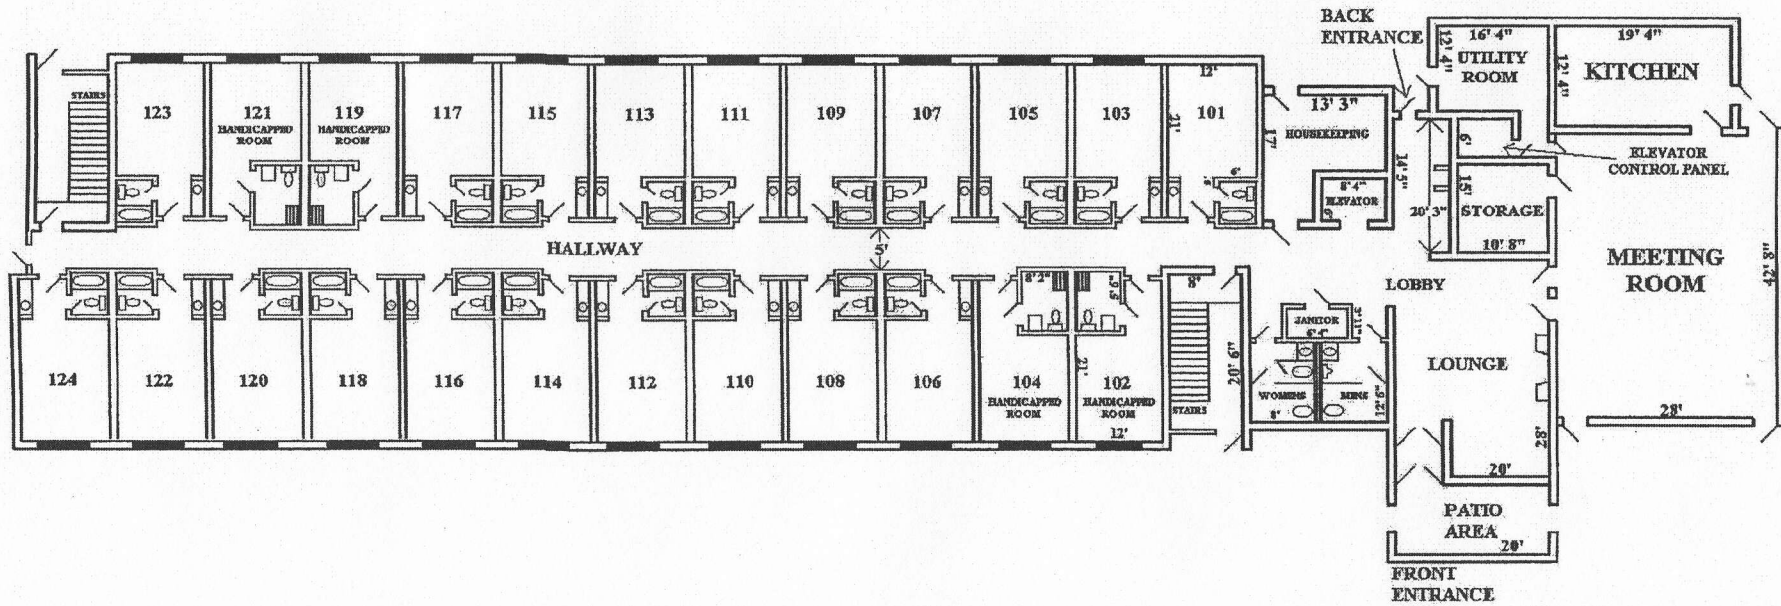 BACK
ENTRANCE
12' 4"
16' 4"
UTILITY
ROOM
19' 4"
12' 4"
KITCHEN
STAIRS
123
121
HANDICAPPED
ROOM
119
HANDICAPPED
ROOM
117
115
113
111
109
107
105
103
12'
101
21'
17'
6'
13' 3"
HOUSEKEEPING
8' 4"
ELEVATOR
14' 5"
6'
ELEVATOR
CONTROL PANEL
15'
20' 3"
STORAGE
10' 8"
HALLWAY
5'
MEETING
ROOM
42' 8"
LOBBY
8' 2"
8'
JANITOR
6' 4"
3' 11"
LOUNGE
124
122
120
118
116
114
112
110
108
106
104
HANDICAPPED
ROOM
21'
102
HANDICAPPED
ROOM
12'
STAIRS
20' 6"
WOMENS
8'
MENS
12' 6"
28'
28'
20'
PATIO
AREA
20'
FRONT
ENTRANCE